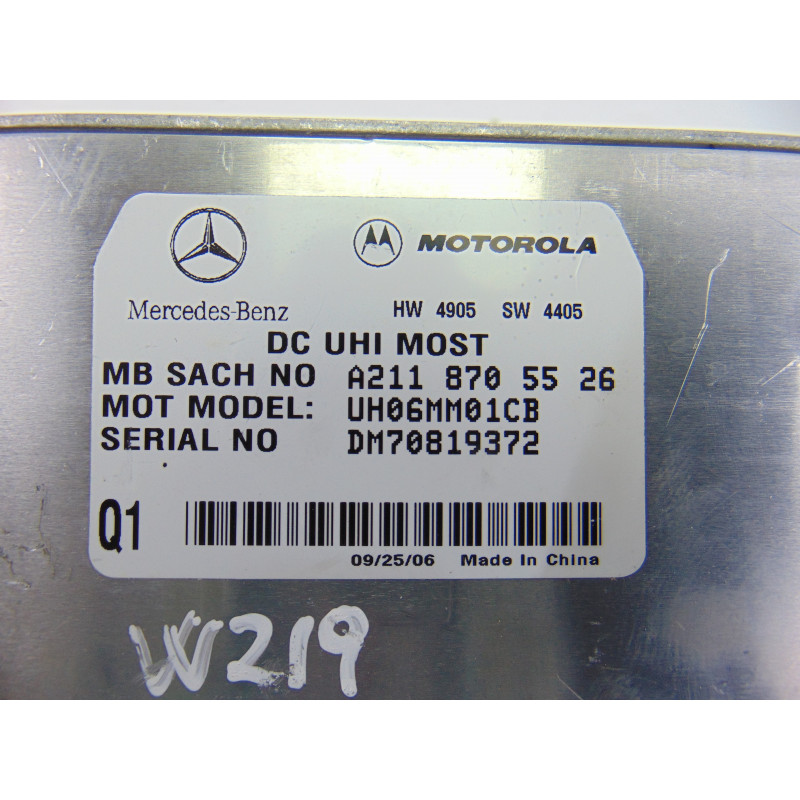 MOTOROLA
Mercedes-Benz HW 4905 SW 4405
DC UHI MOST
MB SACH NO A211 870 55 26
MOT MODEL: UH06MM01CB
SERIAL NO DM70819372
Q1
09/25/06 Made In China
W219